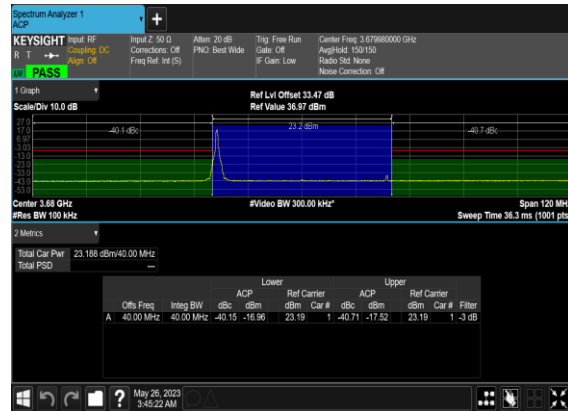 Spectrum Analyzer 1
ACP
+
KEYSIGHT Input: RF
R T Coupling: DC
Align: Off
LXI PASS
Input Z: 50 Ω
Corrections: Off
Freq Ref: Int (S)
Atten: 20 dB
PNO: Best Wide
Trig: Free Run
Gate: Off
IF Gain: Low
Center Freq: 3.679980000 GHz
Avg|Hold: 150/150
Radio Std: None
Noise Correction: Off
1 Graph
Scale/Div 10.0 dB
Ref Lvl Offset 33.47 dB
Ref Value 36.97 dBm
27.0
17.0
6.97
-3.03
-13.0
-23.0
-33.0
-43.0
-53.0
-40.1 dBc
23.2 dBm
-40.7 dBc
Center 3.68 GHz
#Res BW 100 kHz
#Video BW 300.00 kHz*
Span 120 MHz
Sweep Time 36.3 ms (1001 pts)
2 Metrics
Total Car Pwr 23.188 dBm/40.00 MHz
Total PSD ---
Lower Upper
ACP Ref Carrier ACP Ref Carrier
Offs Freq Integ BW dBc dBm dBm Car # dBc dBm dBm Car # Filter
A 40.00 MHz 40.00 MHz -40.15 -16.96 23.19 1 -40.71 -17.52 23.19 1 -3 dB
?
May 26, 2023
3:45:22 AM